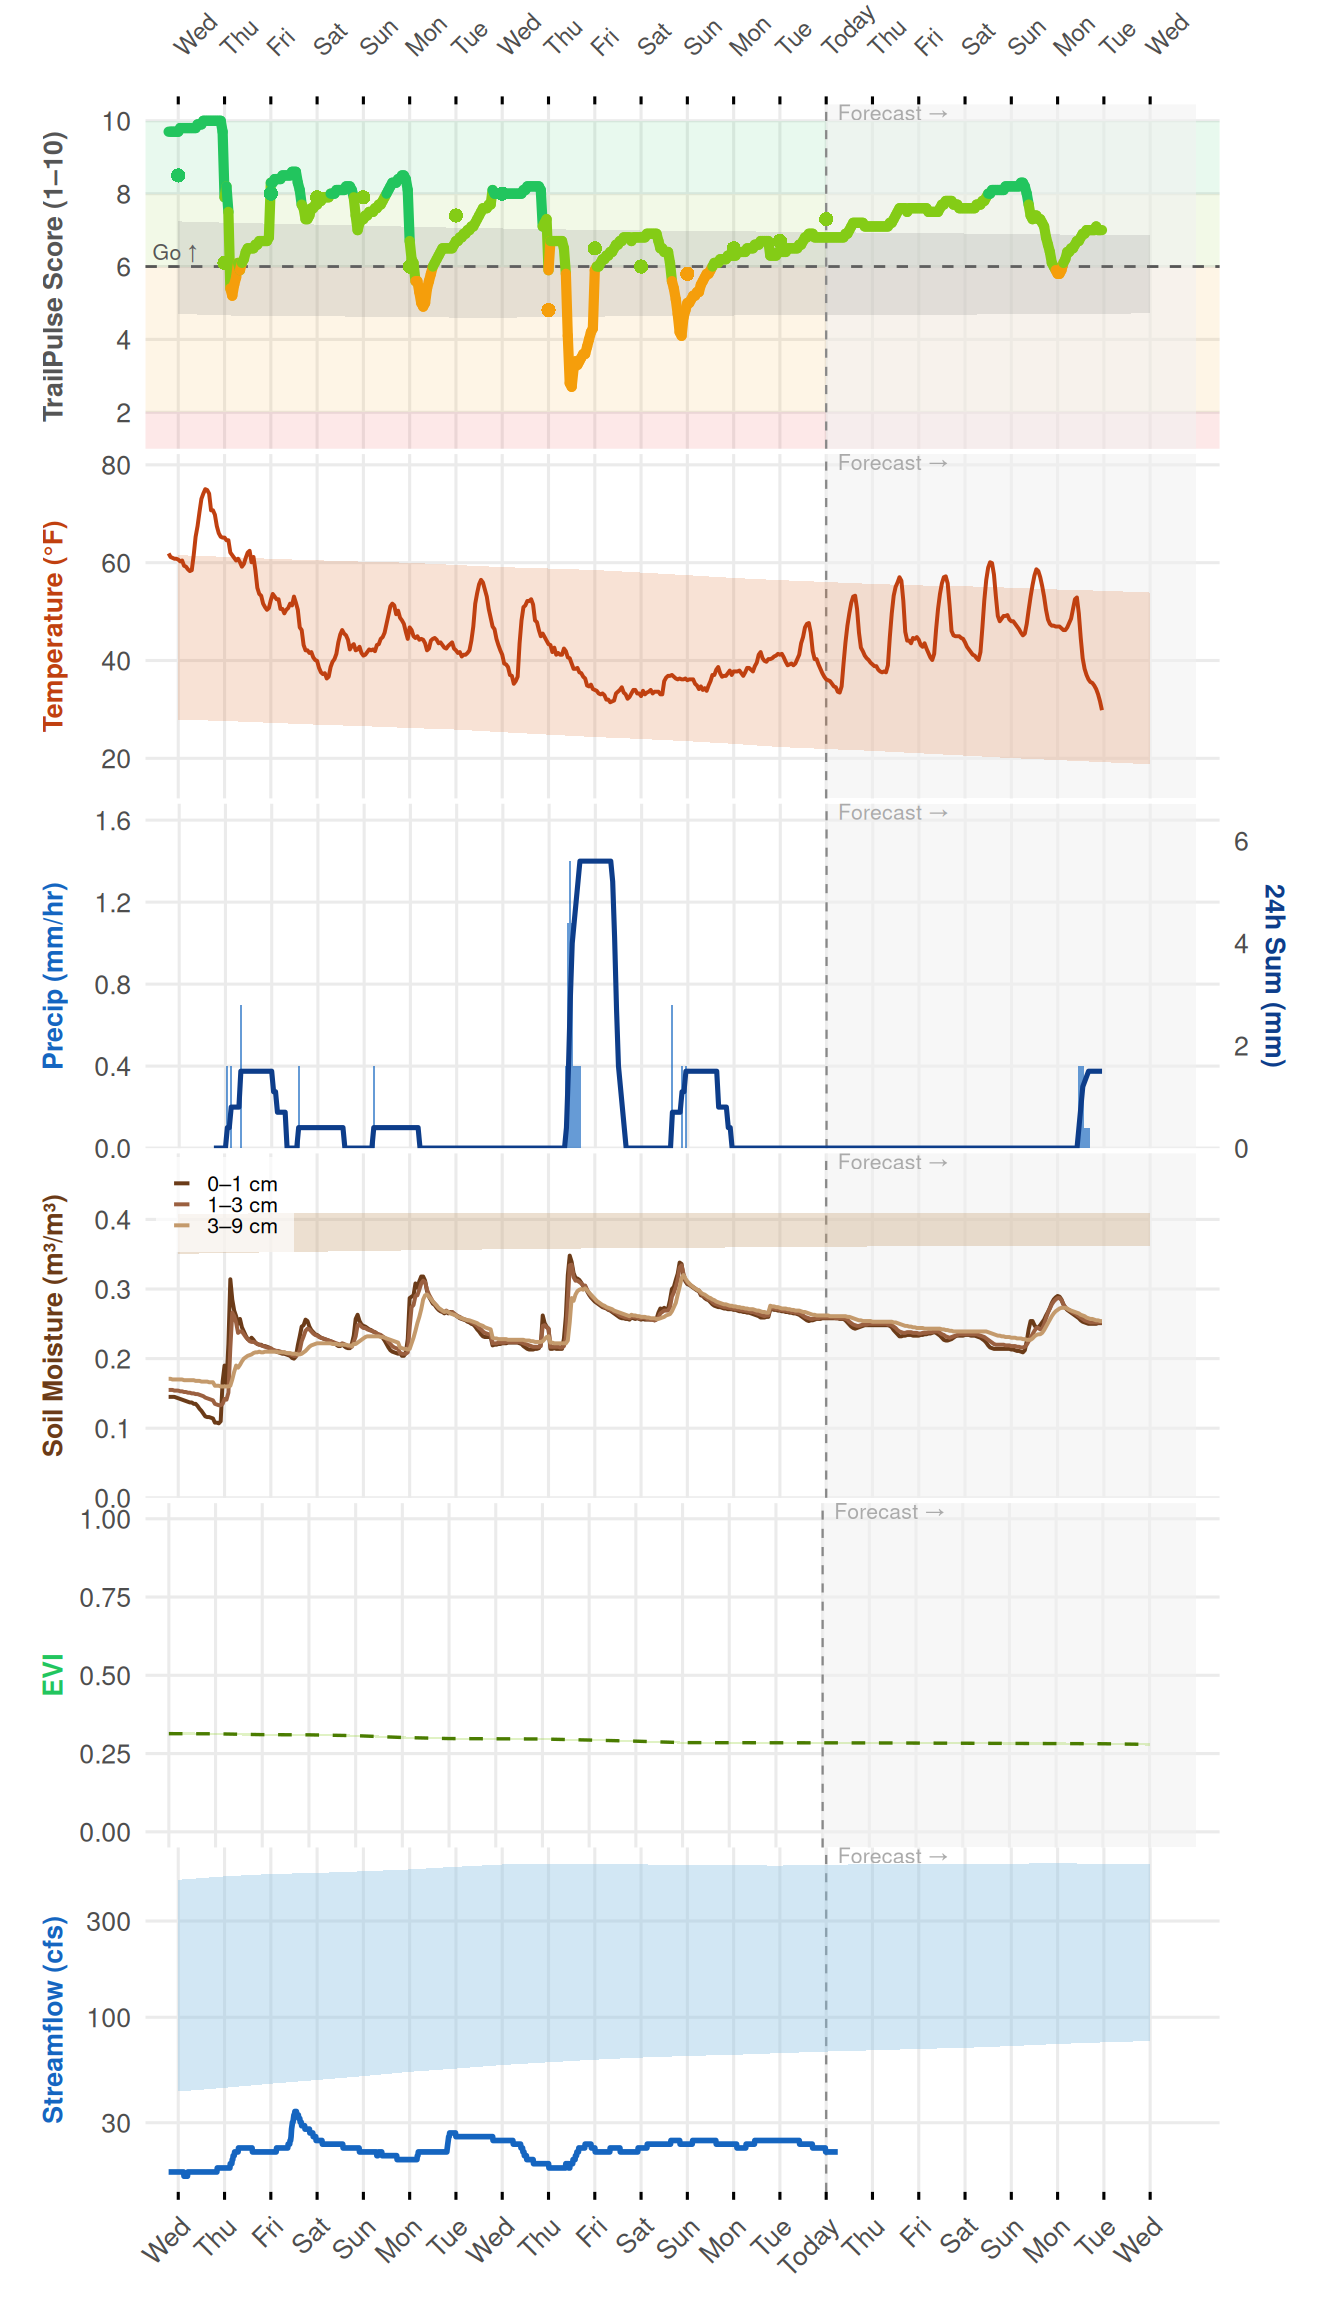 Wed Thu Fri Sat Sun Mon Tue Wed Thu Fri Sat Sun Mon Tue Today Thu Fri Sat Sun Mon Tue Wed
TrailPulse Score (1–10)
10
8
6
4
2
Go ↑
Forecast →
Temperature (°F)
80
60
40
20
Forecast →
Precip (mm/hr)
1.6
1.2
0.8
0.4
0.0
Forecast →
6
4
2
0
24h Sum (mm)
Soil Moisture (m³/m³)
0.4
0.3
0.2
0.1
0.0
0–1 cm
1–3 cm
3–9 cm
Forecast →
EVI
1.00
0.75
0.50
0.25
0.00
Forecast →
Streamflow (cfs)
300
100
30
Forecast →
Wed Thu Fri Sat Sun Mon Tue Wed Thu Fri Sat Sun Mon Tue Today Thu Fri Sat Sun Mon Tue Wed